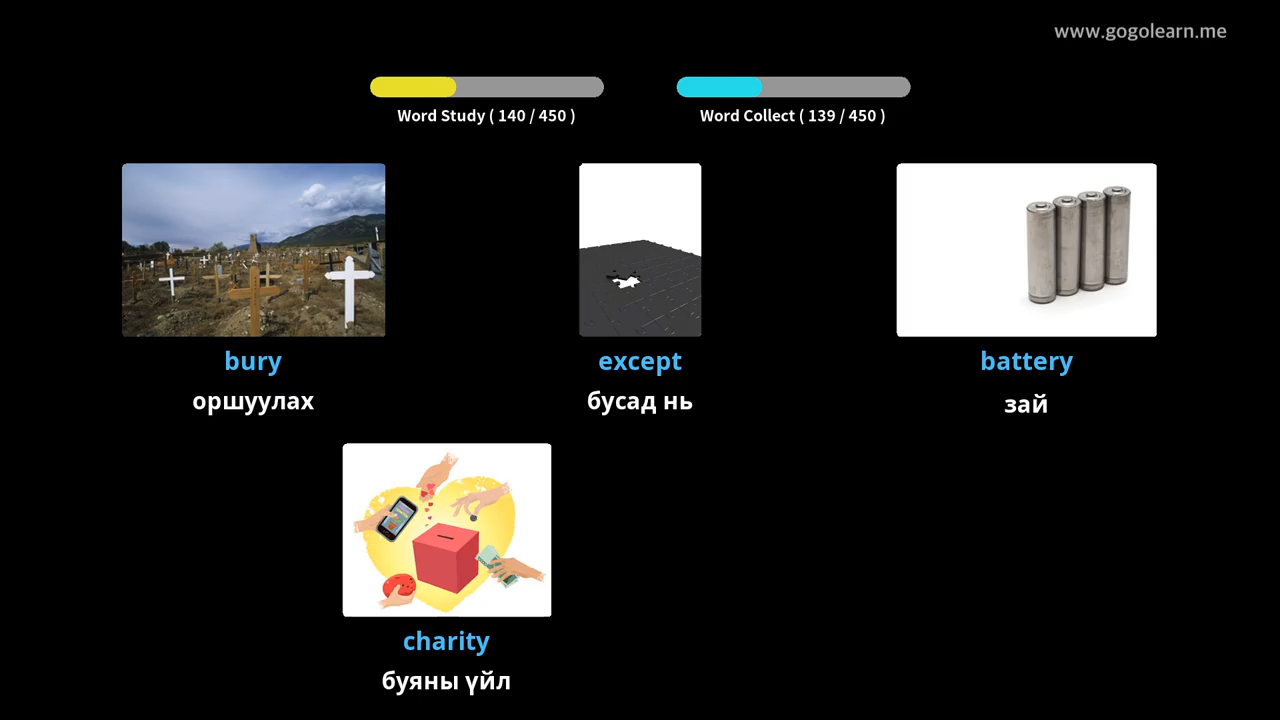 www.gogolearn.me
Word Study ( 140 / 450 )
Word Collect ( 139 / 450 )
bury
except
battery
оршуулах
бусад нь
зай
charity
буяны үйл